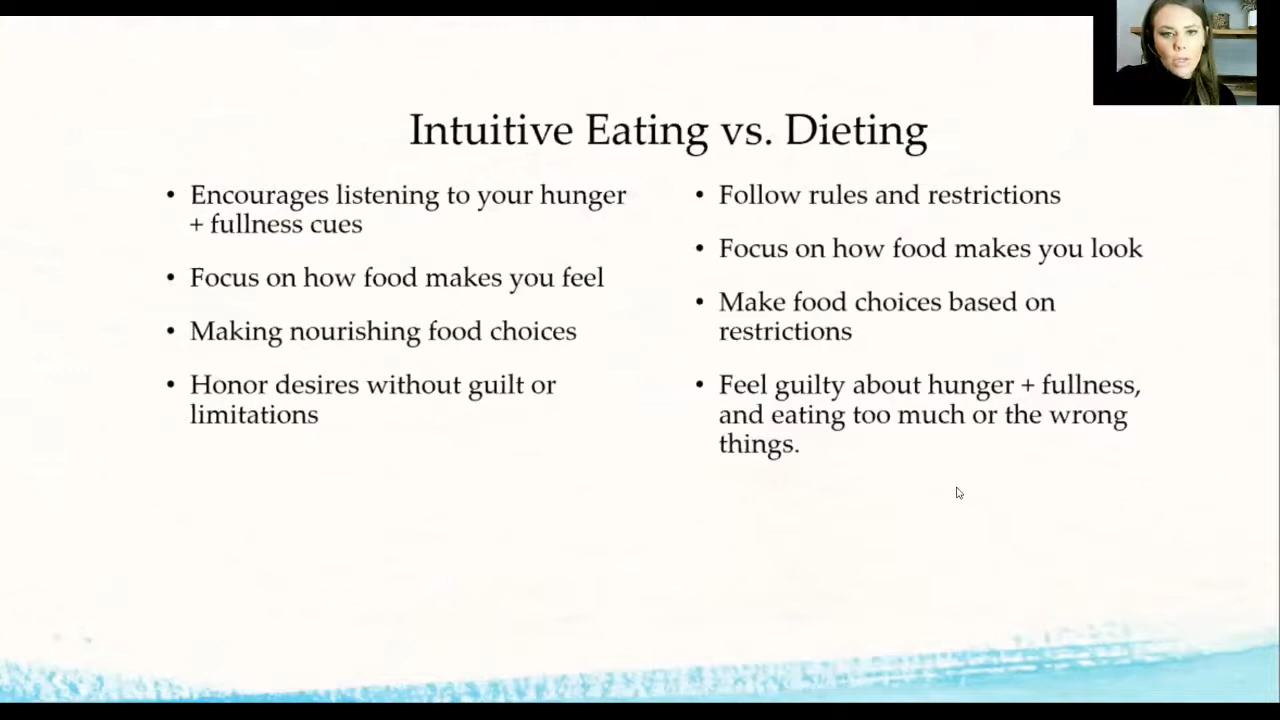 Intuitive Eating vs. Dieting
• Encourages listening to your hunger
+ fullness cues
• Focus on how food makes you feel
• Making nourishing food choices
• Honor desires without guilt or
limitations
• Follow rules and restrictions
• Focus on how food makes you look
• Make food choices based on
restrictions
• Feel guilty about hunger + fullness,
and eating too much or the wrong
things.